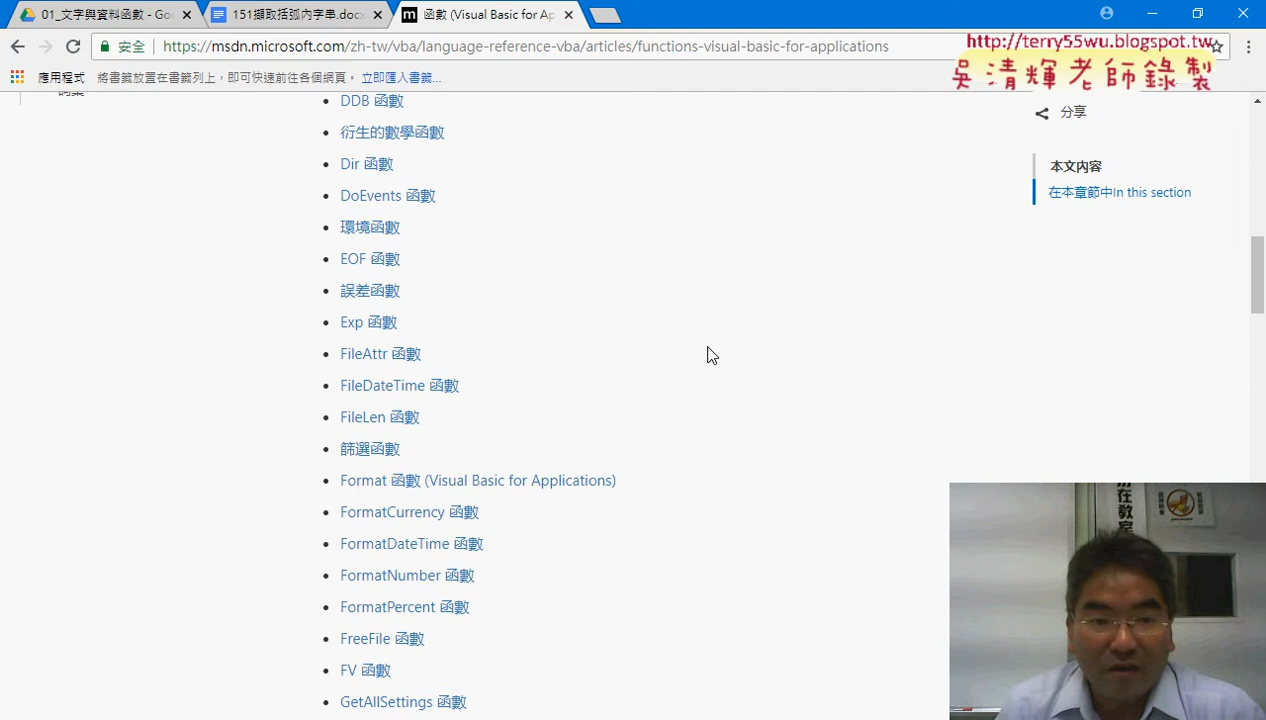 01_文字與資料函數 - Goo
151擷取括弧內字串.docx
函數 (Visual Basic for Ap
安全
https://msdn.microsoft.com/zh-tw/vba/language-reference-vba/articles/functions-visual-basic-for-applications
http://terry55wu.blogspot.tw
吳清輝老師錄製
應用程式
將書籤放置在書籤列上，即可快速前往各個網頁。
立即匯入書籤...
DDB 函數
衍生的數學函數
Dir 函數
DoEvents 函數
環境函數
EOF 函數
誤差函數
Exp 函數
FileAttr 函數
FileDateTime 函數
FileLen 函數
篩選函數
Format 函數 (Visual Basic for Applications)
FormatCurrency 函數
FormatDateTime 函數
FormatNumber 函數
FormatPercent 函數
FreeFile 函數
FV 函數
GetAllSettings 函數
分享
本文內容
在本章節中In this section
在教室